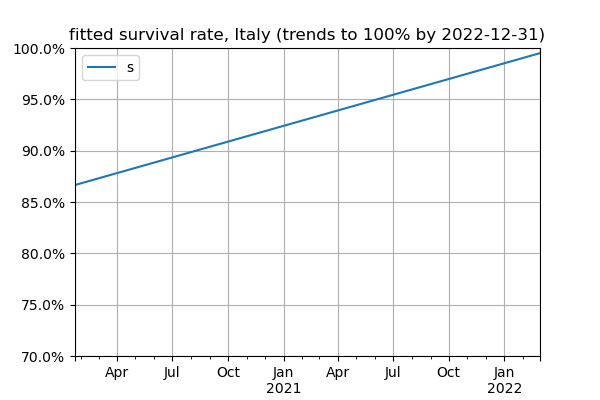 fitted survival rate, Italy (trends to 100% by 2022-12-31)
100.0%
95.0%
90.0%
85.0%
80.0%
75.0%
70.0%
s
Apr Jul Oct Jan Apr Jul Oct Jan
2021 2022